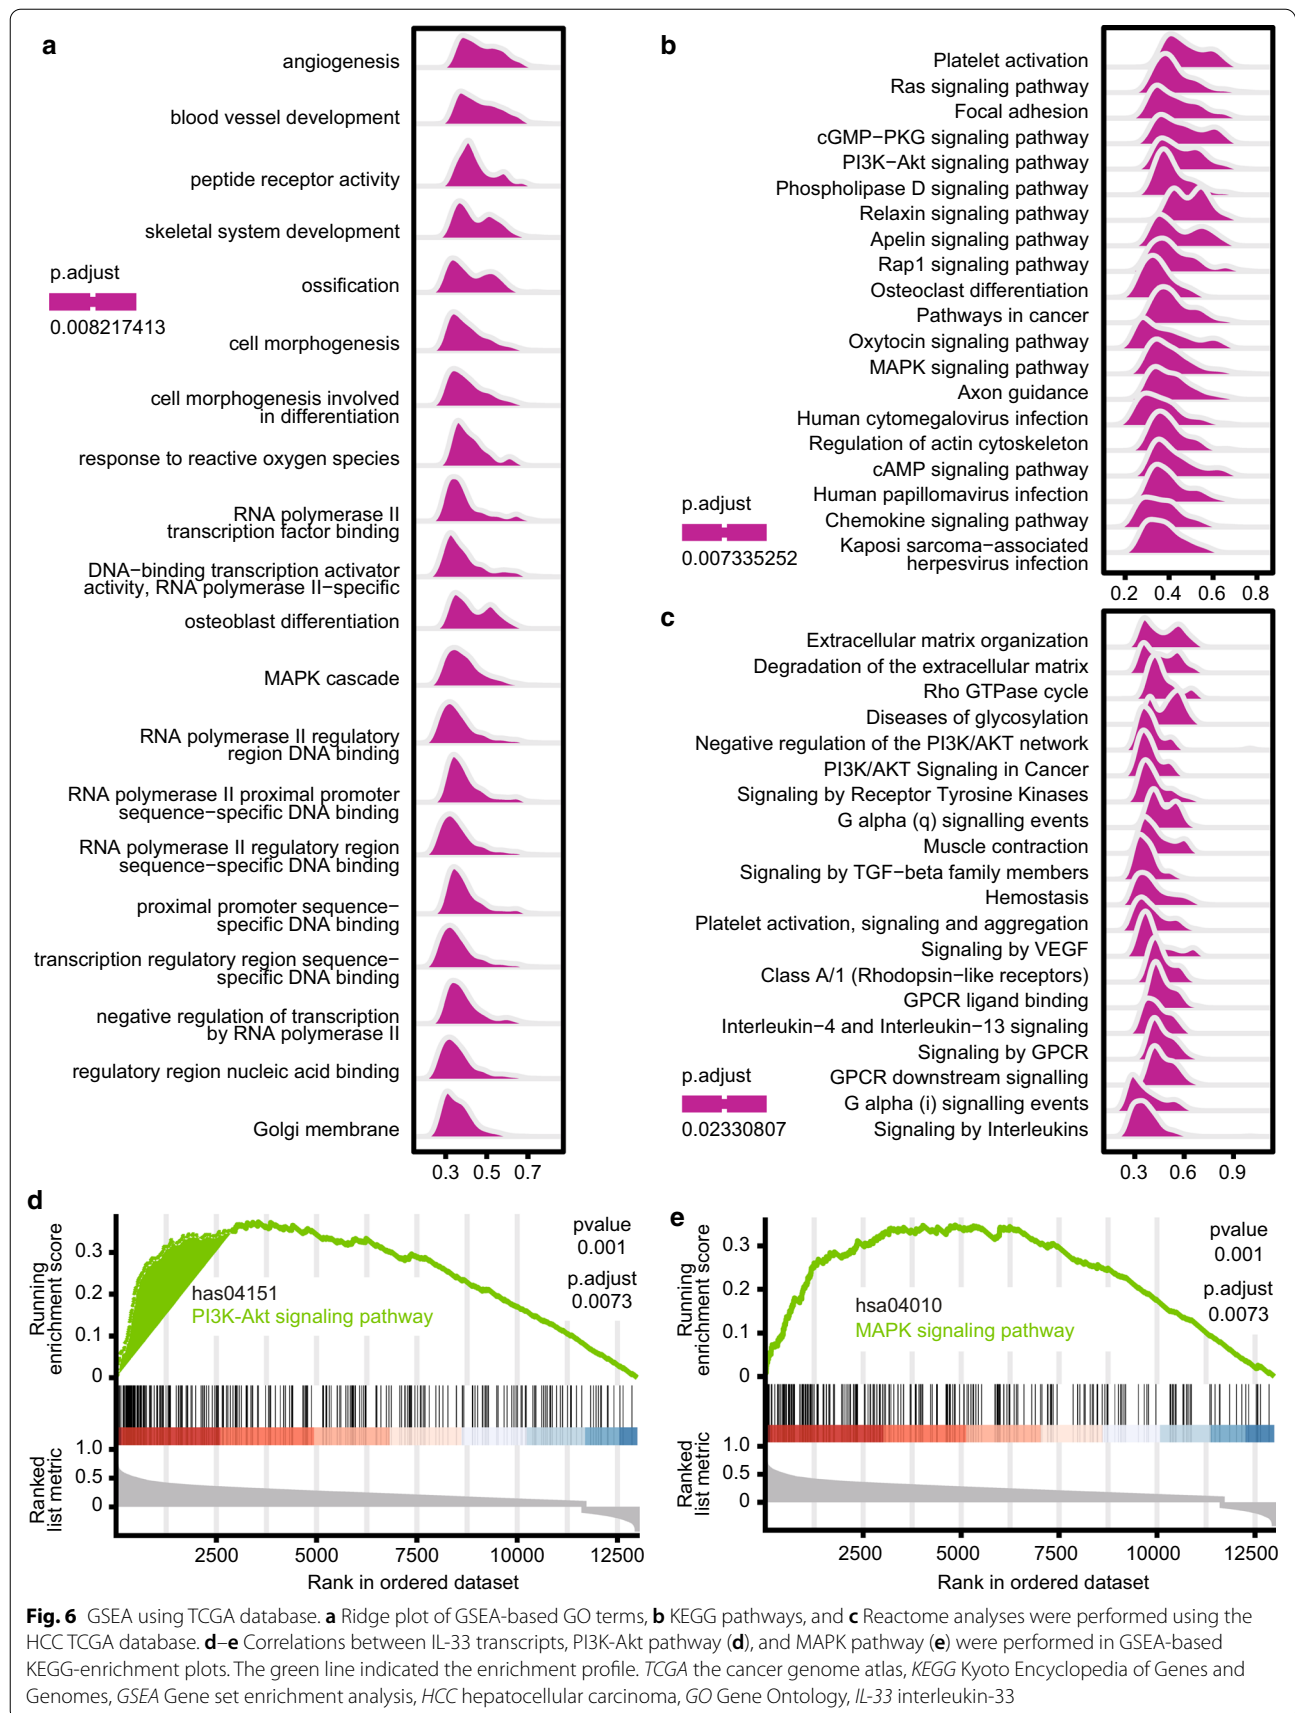 a
angiogenesis
blood vessel development
peptide receptor activity
skeletal system development
p.adjust
0.008217413
ossification
cell morphogenesis
cell morphogenesis involved
in differentiation
response to reactive oxygen species
RNA polymerase II
transcription factor binding
DNA−binding transcription activator
activity, RNA polymerase II−specific
osteoblast differentiation
MAPK cascade
RNA polymerase II regulatory
region DNA binding
RNA polymerase II proximal promoter
sequence−specific DNA binding
RNA polymerase II regulatory region
sequence−specific DNA binding
proximal promoter sequence−
specific DNA binding
transcription regulatory region sequence−
specific DNA binding
negative regulation of transcription
by RNA polymerase II
regulatory region nucleic acid binding
Golgi membrane
0.3 0.5 0.7
b
Platelet activation
Ras signaling pathway
Focal adhesion
cGMP−PKG signaling pathway
PI3K−Akt signaling pathway
Phospholipase D signaling pathway
Relaxin signaling pathway
Apelin signaling pathway
Rap1 signaling pathway
Osteoclast differentiation
Pathways in cancer
Oxytocin signaling pathway
MAPK signaling pathway
Axon guidance
Human cytomegalovirus infection
Regulation of actin cytoskeleton
cAMP signaling pathway
Human papillomavirus infection
Chemokine signaling pathway
Kaposi sarcoma−associated
herpesvirus infection
p.adjust
0.007335252
0.2 0.4 0.6 0.8
c
Extracellular matrix organization
Degradation of the extracellular matrix
Rho GTPase cycle
Diseases of glycosylation
Negative regulation of the PI3K/AKT network
PI3K/AKT Signaling in Cancer
Signaling by Receptor Tyrosine Kinases
G alpha (q) signalling events
Muscle contraction
Signaling by TGF−beta family members
Hemostasis
Platelet activation, signaling and aggregation
Signaling by VEGF
Class A/1 (Rhodopsin−like receptors)
GPCR ligand binding
Interleukin−4 and Interleukin−13 signaling
Signaling by GPCR
GPCR downstream signalling
G alpha (i) signalling events
Signaling by Interleukins
p.adjust
0.02330807
0.3 0.6 0.9
d
Running
enrichment score
0.3
0.2
0.1
0
has04151
PI3K-Akt signaling pathway
pvalue
0.001
p.adjust
0.0073
Ranked
list metric
1.0
0.5
0
2500 5000 7500 10000 12500
Rank in ordered dataset
e
Running
enrichment score
0.3
0.2
0.1
0
hsa04010
MAPK signaling pathway
pvalue
0.001
p.adjust
0.0073
Ranked
list metric
1.0
0.5
0
2500 5000 7500 10000 12500
Rank in ordered dataset
Fig. 6 GSEA using TCGA database. a Ridge plot of GSEA-based GO terms, b KEGG pathways, and c Reactome analyses were performed using the
HCC TCGA database. d–e Correlations between IL-33 transcripts, PI3K-Akt pathway (d), and MAPK pathway (e) were performed in GSEA-based
KEGG-enrichment plots. The green line indicated the enrichment profile. TCGA the cancer genome atlas, KEGG Kyoto Encyclopedia of Genes and
Genomes, GSEA Gene set enrichment analysis, HCC hepatocellular carcinoma, GO Gene Ontology, IL-33 interleukin-33